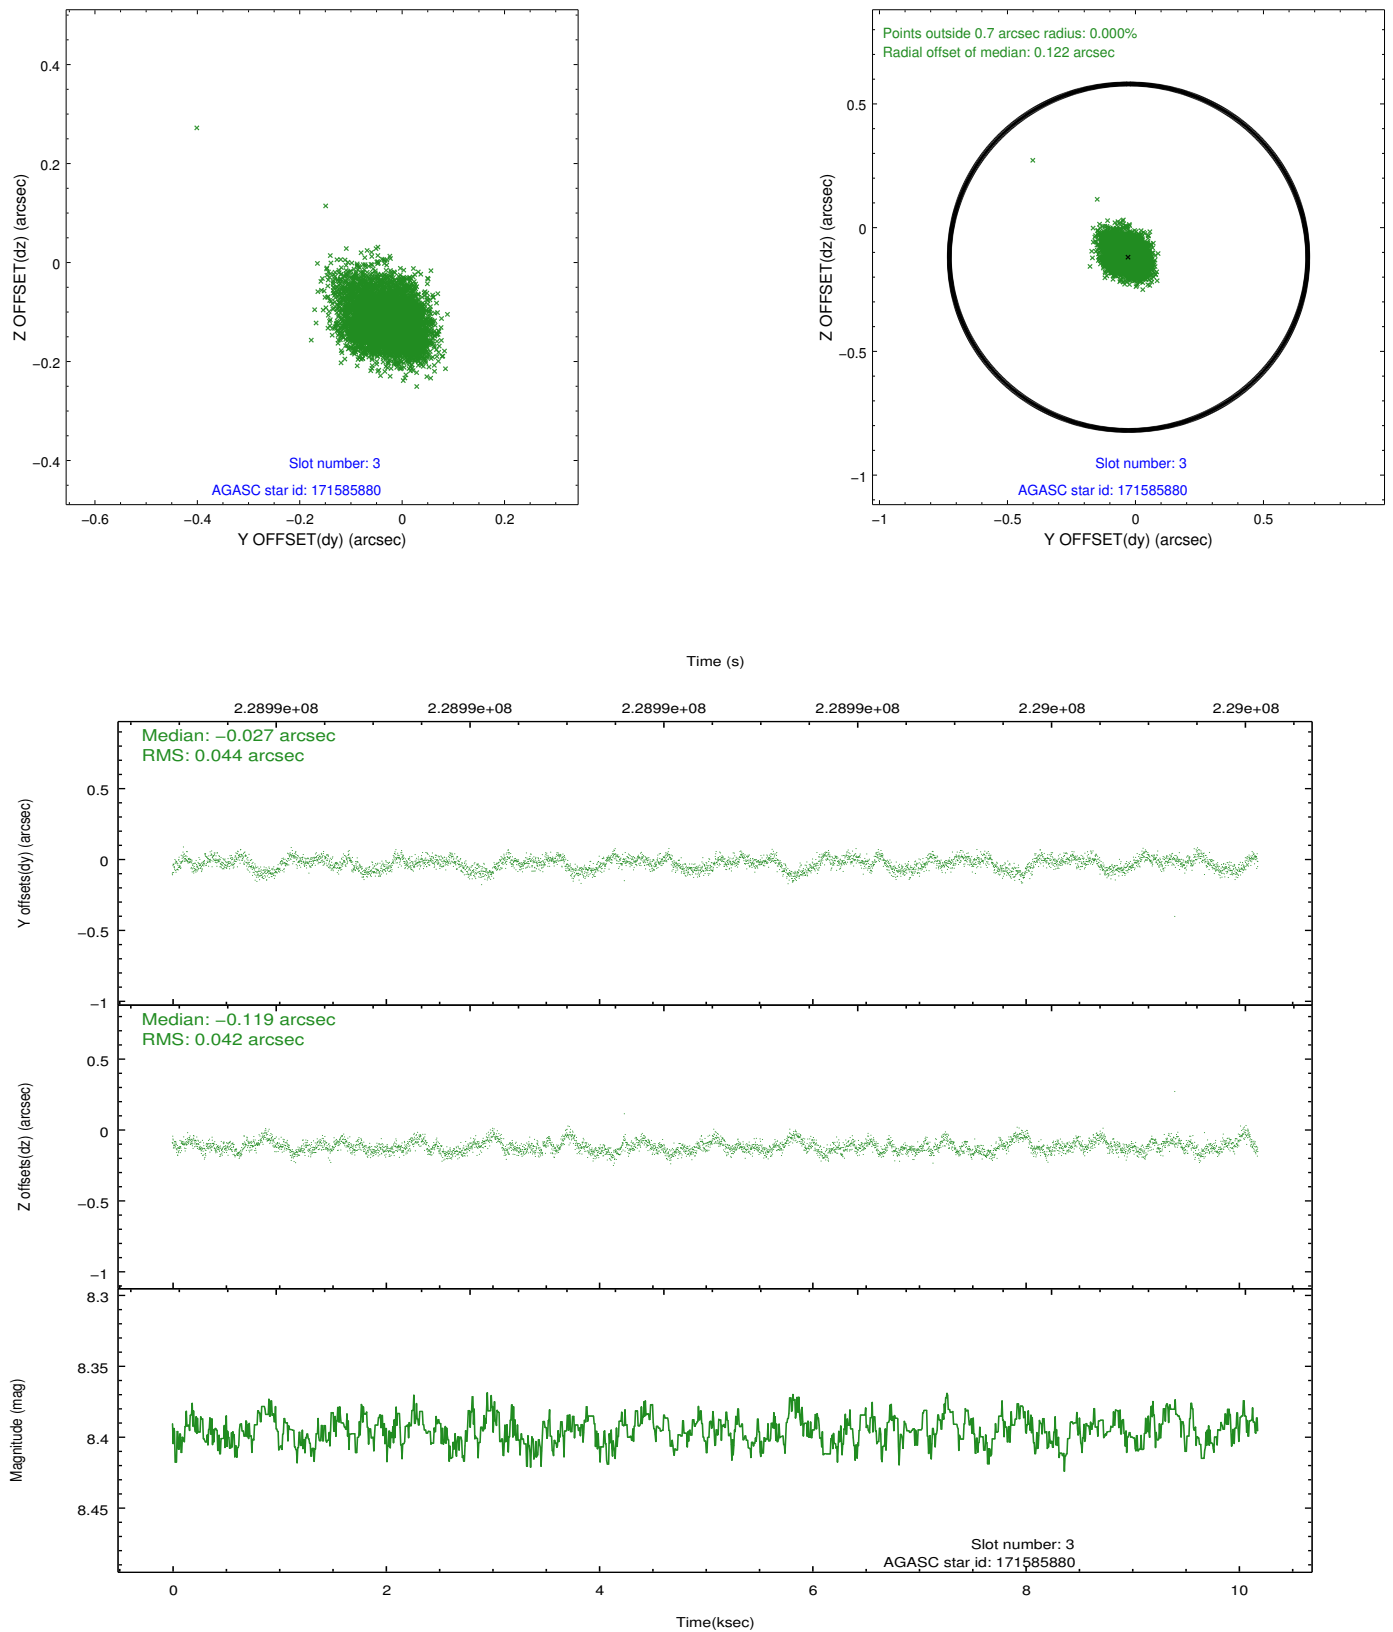 0.4
0.2
0
−0.2
−0.4
Z OFFSET(dz) (arcsec)
Slot number: 3
AGASC star id: 171585880
−0.6
−0.4
−0.2
0
0.2
Y OFFSET(dy) (arcsec)
Points outside 0.7 arcsec radius: 0.000%
Radial offset of median: 0.122 arcsec
0.5
0
−0.5
−1
Z OFFSET(dz) (arcsec)
Slot number: 3
AGASC star id: 171585880
−1
−0.5
0
0.5
Y OFFSET(dy) (arcsec)
Time (s)
2.2899e+08
2.2899e+08
2.2899e+08
2.2899e+08
2.29e+08
2.29e+08
Median: −0.027 arcsec
RMS: 0.044 arcsec
0.5
0
−0.5
−1
Y offsets(dy) (arcsec)
Median: −0.119 arcsec
RMS: 0.042 arcsec
0.5
0
−0.5
−1
Z offsets(dz) (arcsec)
8.3
8.35
8.4
8.45
Magnitude (mag)
Slot number: 3
AGASC star id: 171585880
0
2
4
6
8
10
Time(ksec)